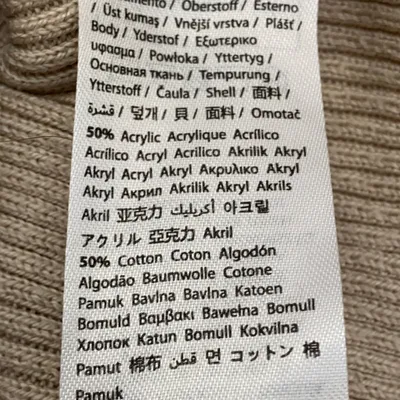 / Oberstoff / Esterno
/ Üst kumaş / Vnější vrstva / Plášť /
Body / Yderstof / Εξωτερικο
υφασμα / Powłoka / Yttertyg /
Основная ткань / Tempurung /
Ytterstoff / Čaula / Shell / 面料 /
قشرة / 덮개 / 貝 / 面料 / Omotač
50% Acrylic Acrylique Acrílico
Acrílico Acryl Acrilico Akrilik Akryl
Akryl Acryl Akryl Ακρυλικο Akryl
Akryl Акрил Akrilik Akryl Akrils
Akril 亚克力 أكريليك 아크릴
アクリル 亞克力 Akril
50% Cotton Coton Algodón
Algodão Baumwolle Cotone
Pamuk Bavlna Bavlna Katoen
Bomuld Βαμβακι Bawełna Bomull
Хлопок Katun Bomull Kokvilna
Pamut 棉布 قطن 면 コットン 棉
Pamuk